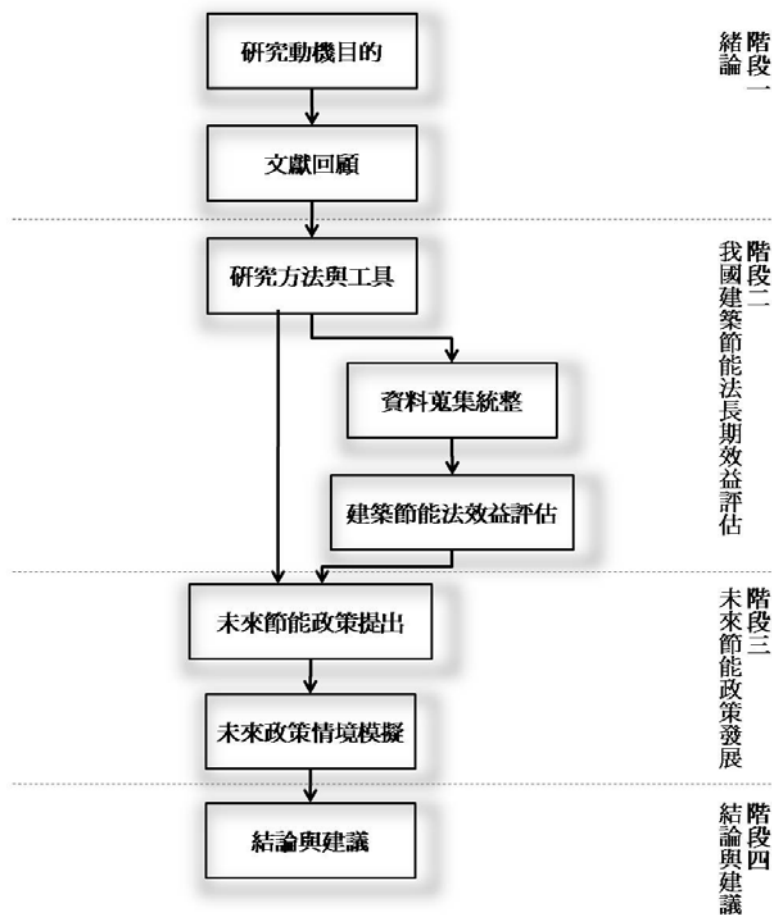 研究動機目的
文獻回顧
階段一
緒論
研究方法與工具
資料蒐集統整
建築節能法效益評估
階段二
我國建築節能法長期效益評估
未來節能政策提出
未來政策情境模擬
階段三
未來節能政策發展
結論與建議
階段四
結論與建議